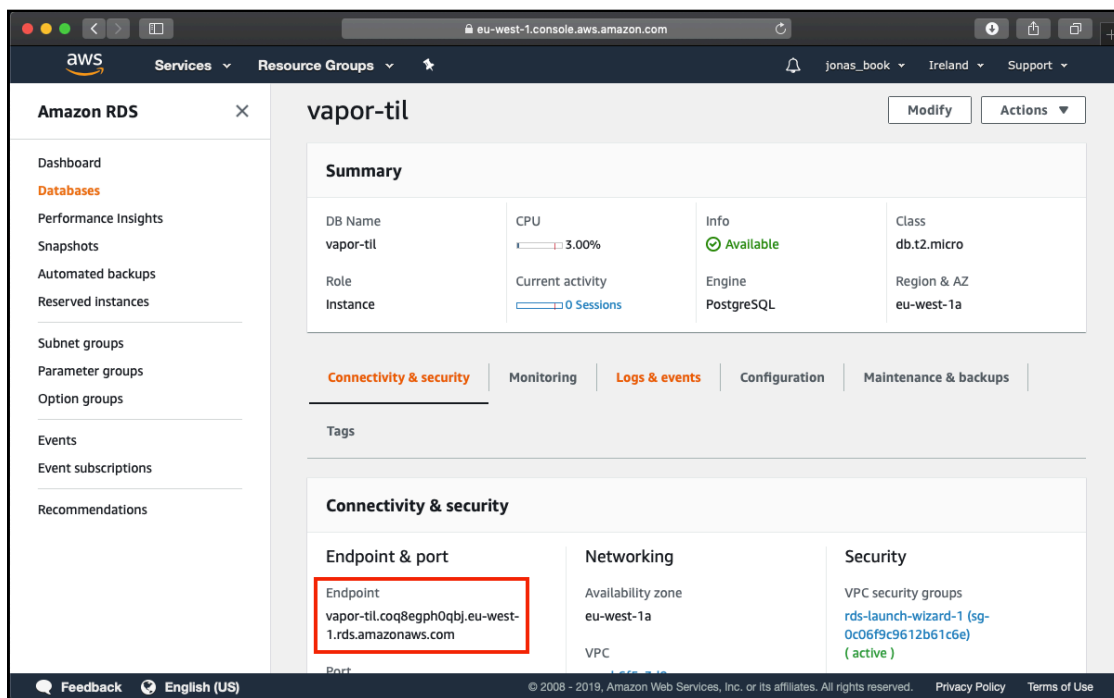 eu-west-1.console.aws.amazon.com
aws
Services
Resource Groups
jonas_book
Ireland
Support
Amazon RDS
Dashboard
Databases
Performance Insights
Snapshots
Automated backups
Reserved instances
Subnet groups
Parameter groups
Option groups
Events
Event subscriptions
Recommendations
vapor-til
Modify
Actions
Summary
DB Name
vapor-til
CPU
3.00%
Info
Available
Class
db.t2.micro
Role
Instance
Current activity
0 Sessions
Engine
PostgreSQL
Region & AZ
eu-west-1a
Connectivity & security
Monitoring
Logs & events
Configuration
Maintenance & backups
Tags
Connectivity & security
Endpoint & port
Endpoint
vapor-til.coq8egph0qbj.eu-west-
1.rds.amazonaws.com
Port
Networking
Availability zone
eu-west-1a
VPC
Security
VPC security groups
rds-launch-wizard-1 (sg-
0c06f9c9612b61c6e)
( active )
Feedback
English (US)
© 2008 - 2019, Amazon Web Services, Inc. or its affiliates. All rights reserved.
Privacy Policy
Terms of Use